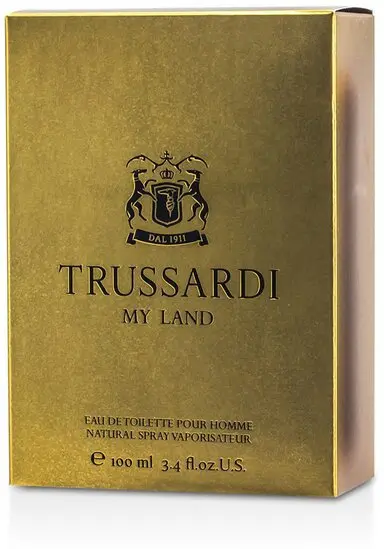 DAL 1911
TRUSSARDI
MY LAND
EAU DE TOILETTE POUR HOMME
NATURAL SPRAY VAPORISATEUR
℮ 100 ml 3.4 fl.oz.U.S.